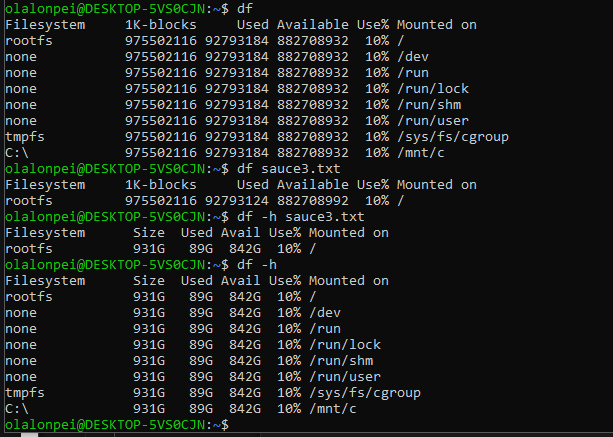 olalonpei@DESKTOP-5VS0CJN:~$ df
Filesystem     1K-blocks     Used Available Use% Mounted on
rootfs         975502116 92793184 882708932  10% /
none           975502116 92793184 882708932  10% /dev
none           975502116 92793184 882708932  10% /run
none           975502116 92793184 882708932  10% /run/lock
none           975502116 92793184 882708932  10% /run/shm
none           975502116 92793184 882708932  10% /run/user
tmpfs          975502116 92793184 882708932  10% /sys/fs/cgroup
C:\            975502116 92793184 882708932  10% /mnt/c
olalonpei@DESKTOP-5VS0CJN:~$ df sauce3.txt
Filesystem     1K-blocks     Used Available Use% Mounted on
rootfs         975502116 92793124 882708992  10% /
olalonpei@DESKTOP-5VS0CJN:~$ df -h sauce3.txt
Filesystem      Size  Used Avail Use% Mounted on
rootfs          931G   89G  842G  10% /
olalonpei@DESKTOP-5VS0CJN:~$ df -h
Filesystem      Size  Used Avail Use% Mounted on
rootfs          931G   89G  842G  10% /
none            931G   89G  842G  10% /dev
none            931G   89G  842G  10% /run
none            931G   89G  842G  10% /run/lock
none            931G   89G  842G  10% /run/shm
none            931G   89G  842G  10% /run/user
tmpfs           931G   89G  842G  10% /sys/fs/cgroup
C:\             931G   89G  842G  10% /mnt/c
olalonpei@DESKTOP-5VS0CJN:~$